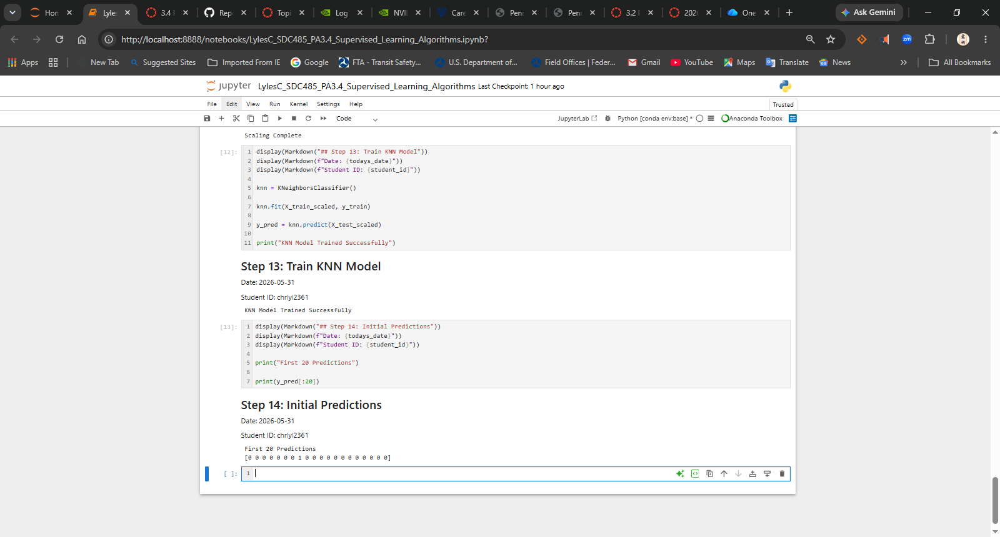 Hor
Lyle
3.4 F
Rep
Topi
Log
NVI
Care
Penr
Penr
3.2 F
202
One
Ask Gemini
http://localhost:8888/notebooks/LylesC_SDC485_PA3.4_Supervised_Learning_Algorithms.ipynb?
Apps
New Tab
Suggested Sites
Imported From IE
Google
FTA - Transit Safety...
U.S. Department of...
Field Offices | Feder...
Gmail
YouTube
Maps
Translate
News
All Bookmarks
jupyter LylesC_SDC485_PA3.4_Supervised_Learning_Algorithms Last Checkpoint: 1 hour ago
File Edit View Run Kernel Settings Help
Trusted
Code
JupyterLab
Python [conda env:base] *
Anaconda Toolbox
Scaling Complete
[12]:
1 display(Markdown("## Step 13: Train KNN Model"))
2 display(Markdown(f"Date: {todays_date}"))
3 display(Markdown(f"Student ID: {student_id}"))
4
5 knn = KNeighborsClassifier()
6
7 knn.fit(X_train_scaled, y_train)
8
9 y_pred = knn.predict(X_test_scaled)
10
11 print("KNN Model Trained Successfully")
Step 13: Train KNN Model
Date: 2026-05-31
Student ID: chrlyl2361
KNN Model Trained Successfully
[13]:
1 display(Markdown("## Step 14: Initial Predictions"))
2 display(Markdown(f"Date: {todays_date}"))
3 display(Markdown(f"Student ID: {student_id}"))
4
5 print("First 20 Predictions")
6
7 print(y_pred[:20])
Step 14: Initial Predictions
Date: 2026-05-31
Student ID: chrlyl2361
First 20 Predictions
[0 0 0 0 0 0 0 1 0 0 0 0 0 0 0 0 0 0 0 0]
[ ]:
1